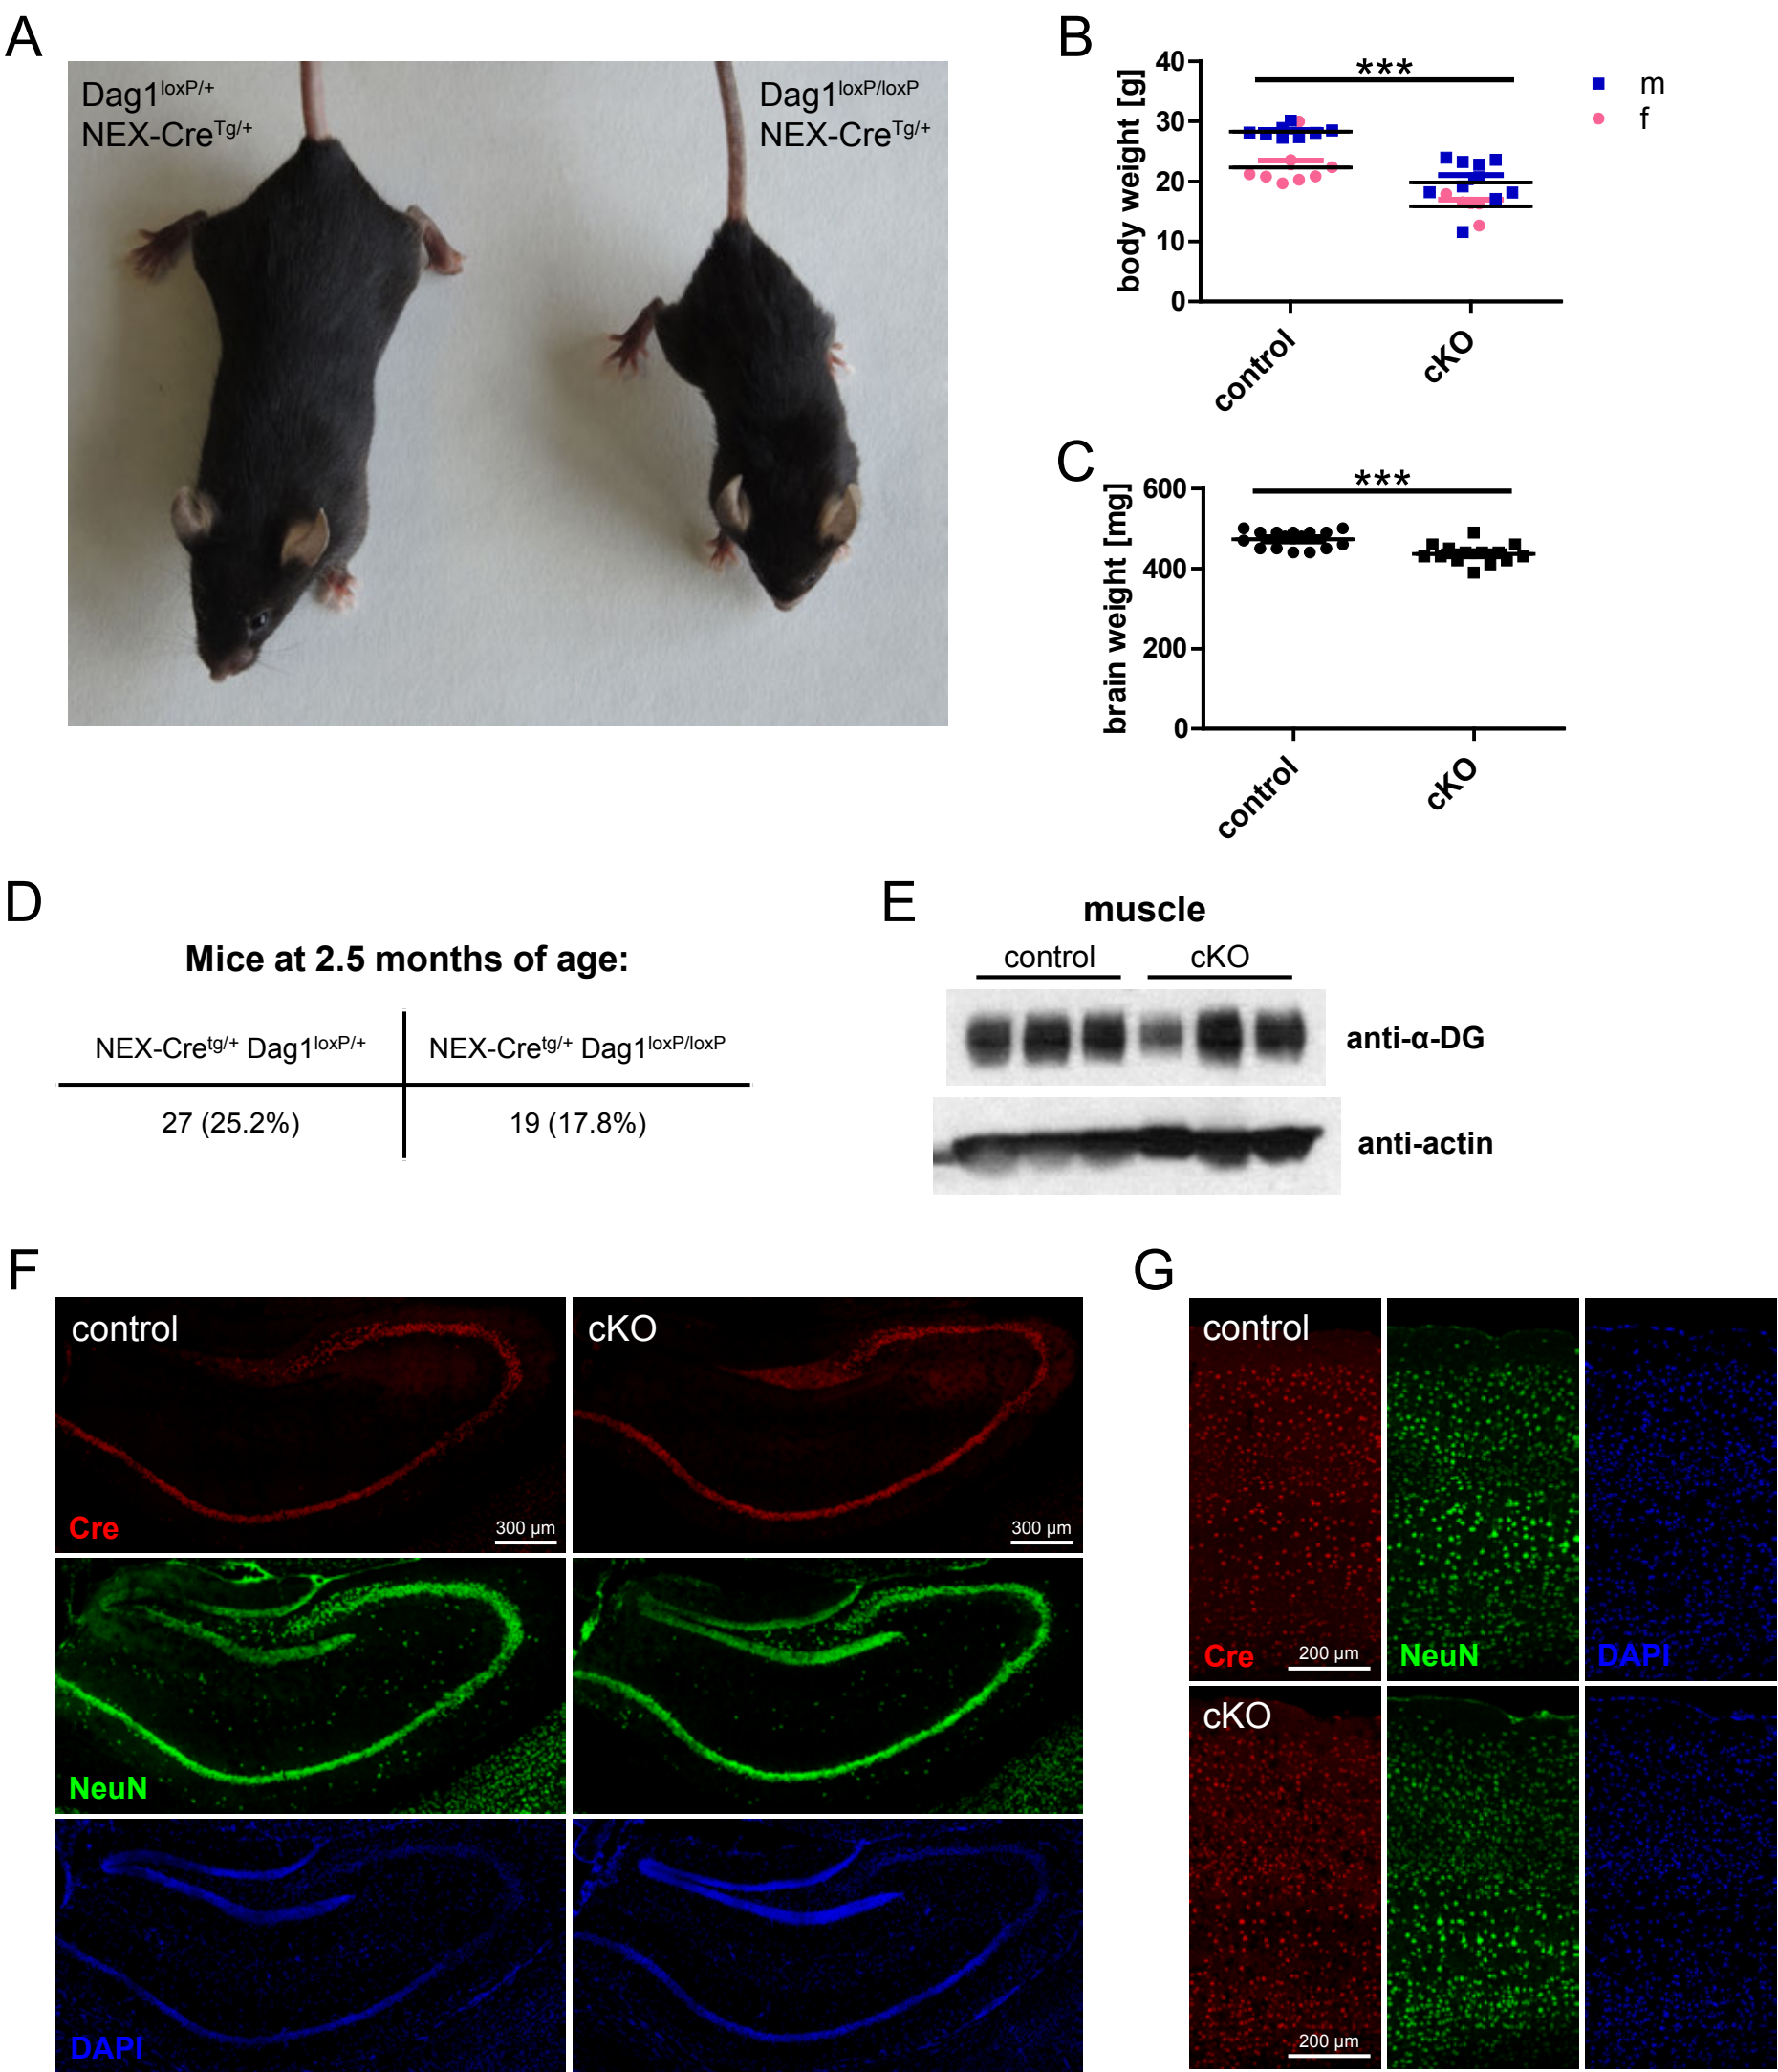 A
Dag1loxP/+
NEX-CreTg/+
Dag1loxP/loxP
NEX-CreTg/+
B
body weight [g]
40
30
20
10
0
***
m
f
control
cKO
C
brain weight [mg]
600
400
200
0
***
control
cKO
D
Mice at 2.5 months of age:
NEX-Cretg/+ Dag1loxP/+
NEX-Cretg/+ Dag1loxP/loxP
27 (25.2%)
19 (17.8%)
E
muscle
control
cKO
anti-α-DG
anti-actin
F
control
cKO
Cre
300 µm
300 µm
NeuN
DAPI
G
control
Cre
200 µm
NeuN
DAPI
cKO
200 µm